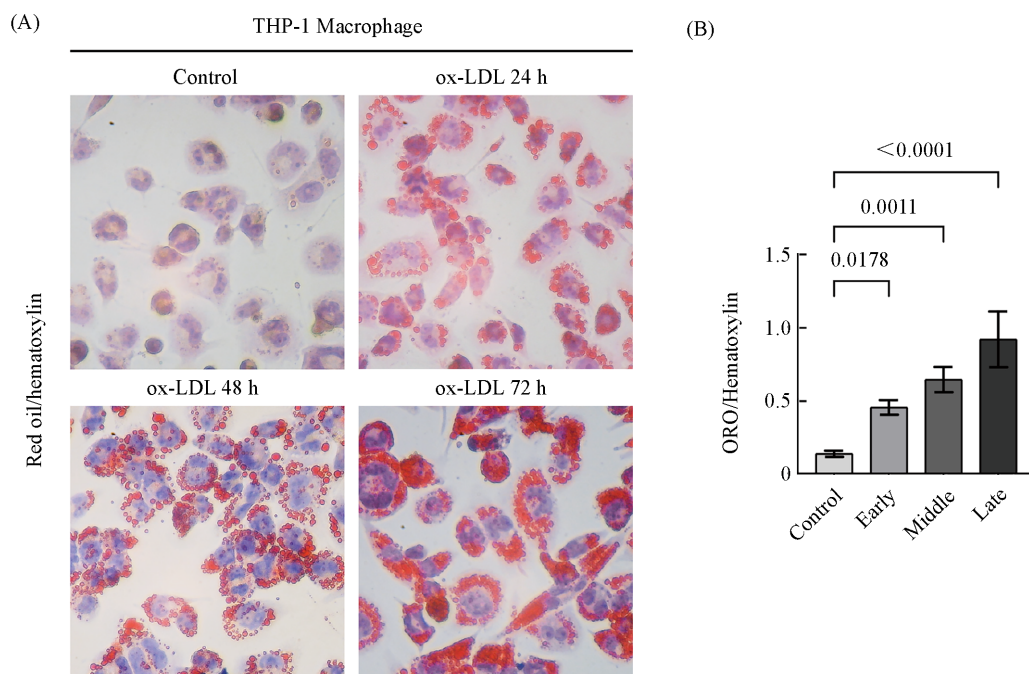 (A)
THP-1 Macrophage
Control
ox-LDL 24 h
ox-LDL 48 h
ox-LDL 72 h
Red oil/hematoxylin
(B)
<0.0001
0.0011
0.0178
1.5
1.0
0.5
0
ORO/Hematoxylin
Control
Early
Middle
Late